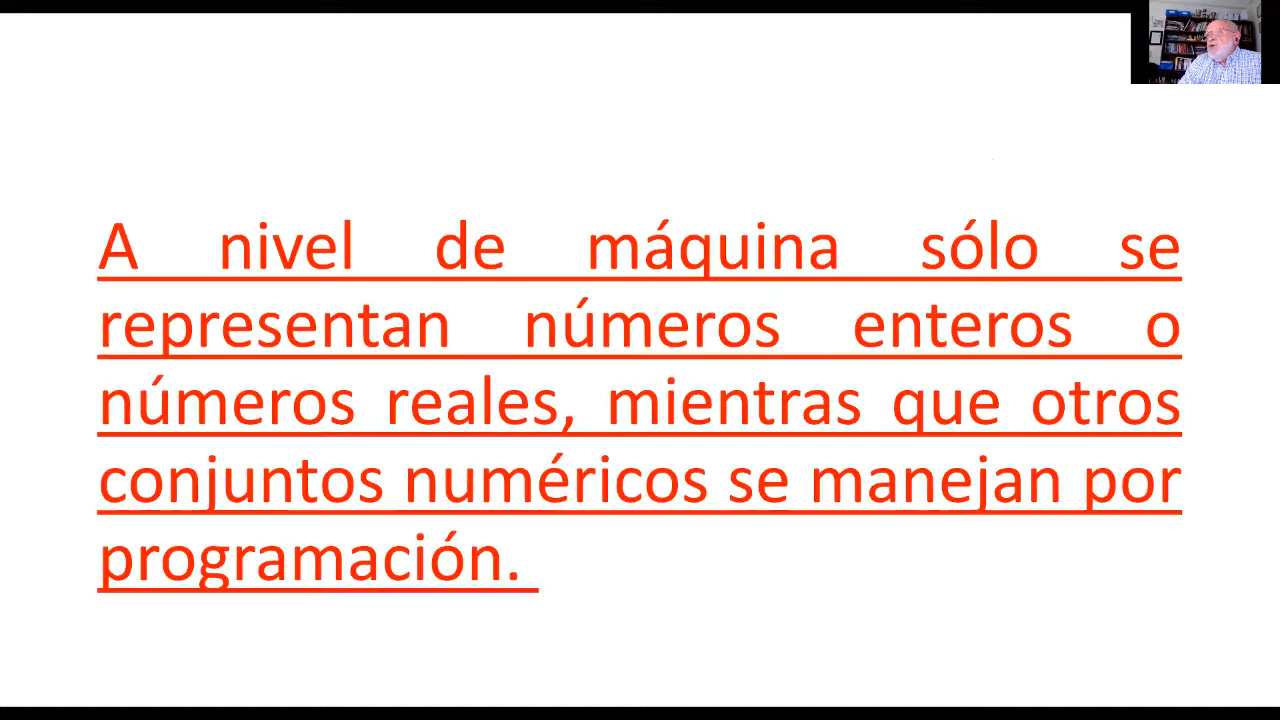 A nivel de máquina sólo se
representan números enteros o
números reales, mientras que otros
conjuntos numéricos se manejan por
programación.